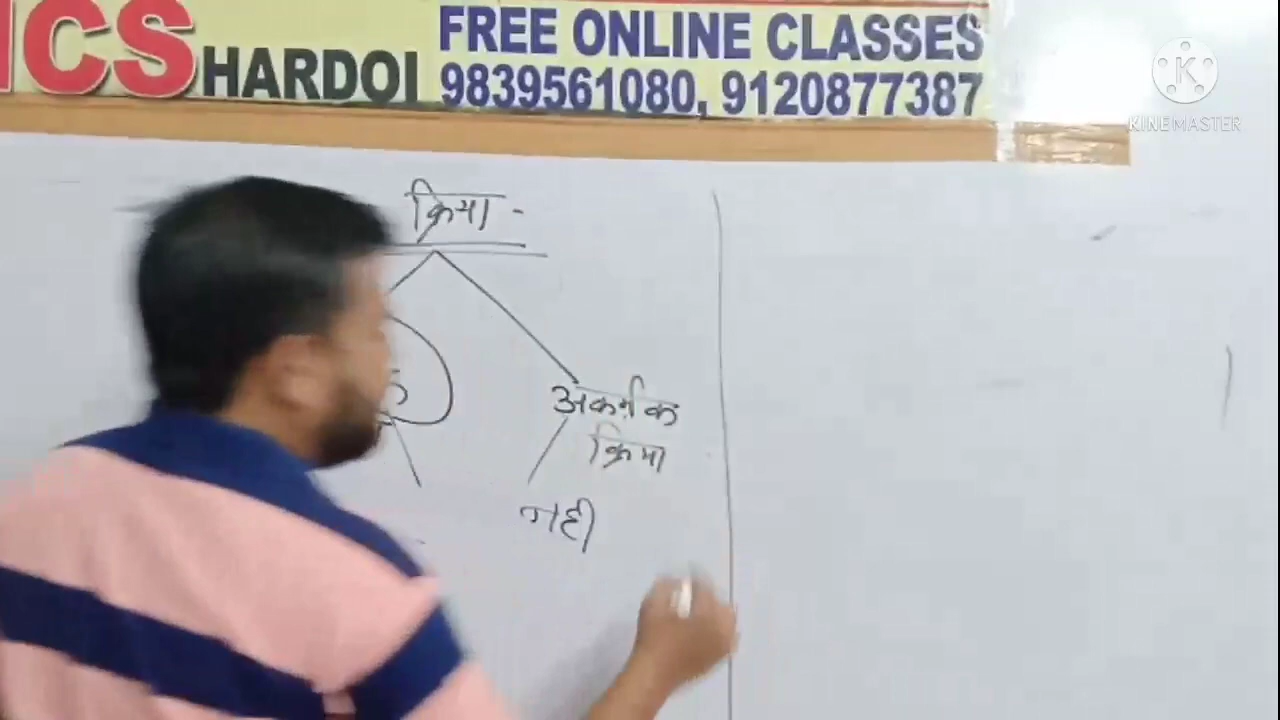 ICS HARDOI
FREE ONLINE CLASSES
9839561080, 9120877387
KINEMASTER
क्रिया -
अकर्मक
क्रिया
नही